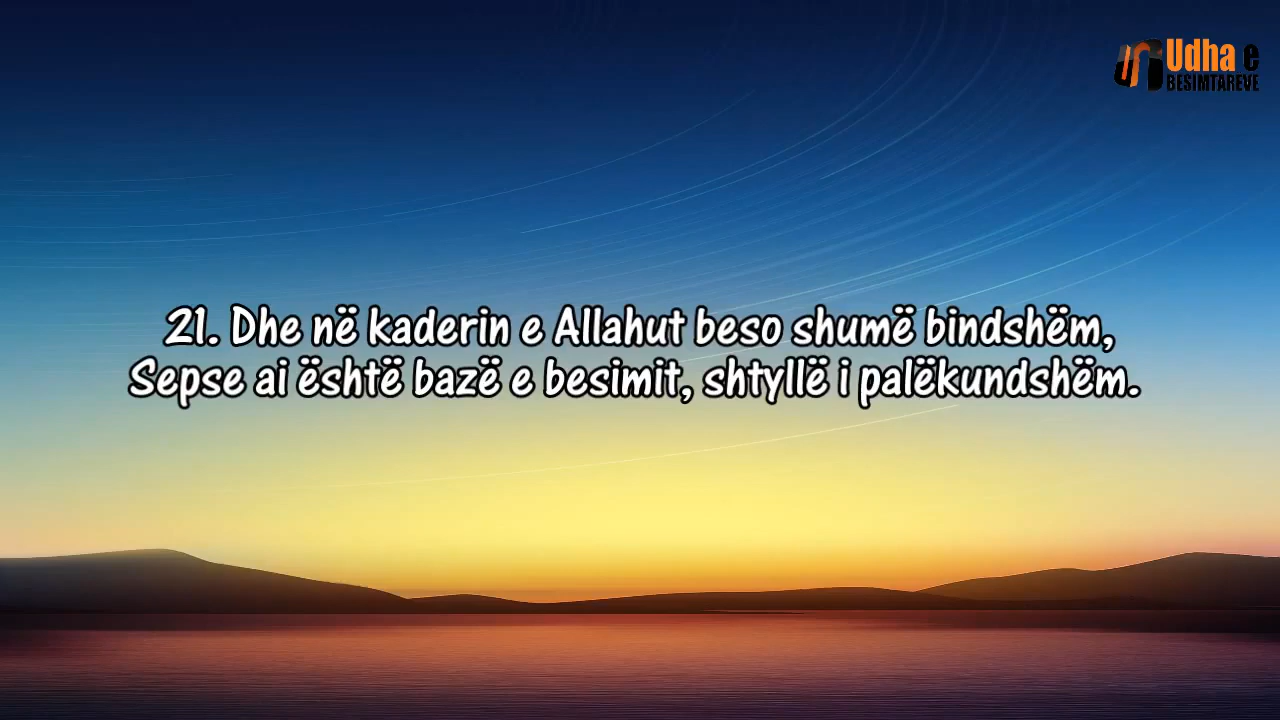 Udha e
BESIMTAREVE
21. Dhe në kaderin e Allahut beso shumë bindshëm,
Sepse ai është bazë e besimit, shtyllë i palëkundshëm.